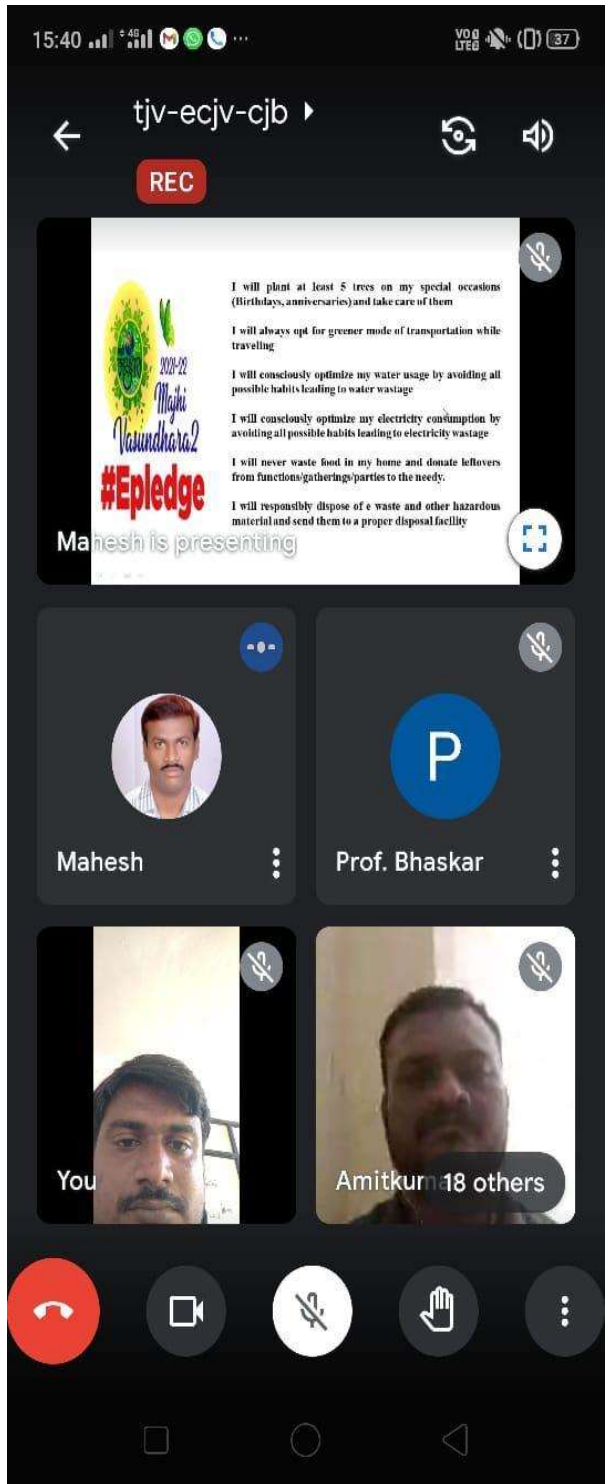 15:40
4G
VO
LTE
37
tjv-ecjv-cjb
REC
I will plant at least 5 trees on my special occasions
(Birthdays, anniversaries) and take care of them
I will always opt for greener mode of transportation while
traveling
I will consciously optimize my water usage by avoiding all
possible habits leading to water wastage
I will consciously optimize my electricity consumption by
avoiding all possible habits leading to electricity wastage
I will never waste food in my home and donate leftovers
from functions/gatherings/parties to the needy.
I will responsibly dispose of e waste and other hazardous
material and send them to a proper disposal facility
2021-22
Majhi
Vasundhara2
#Epledge
Mahesh is presenting
Mahesh
P
Prof. Bhaskar
You
Amitkum
18 others